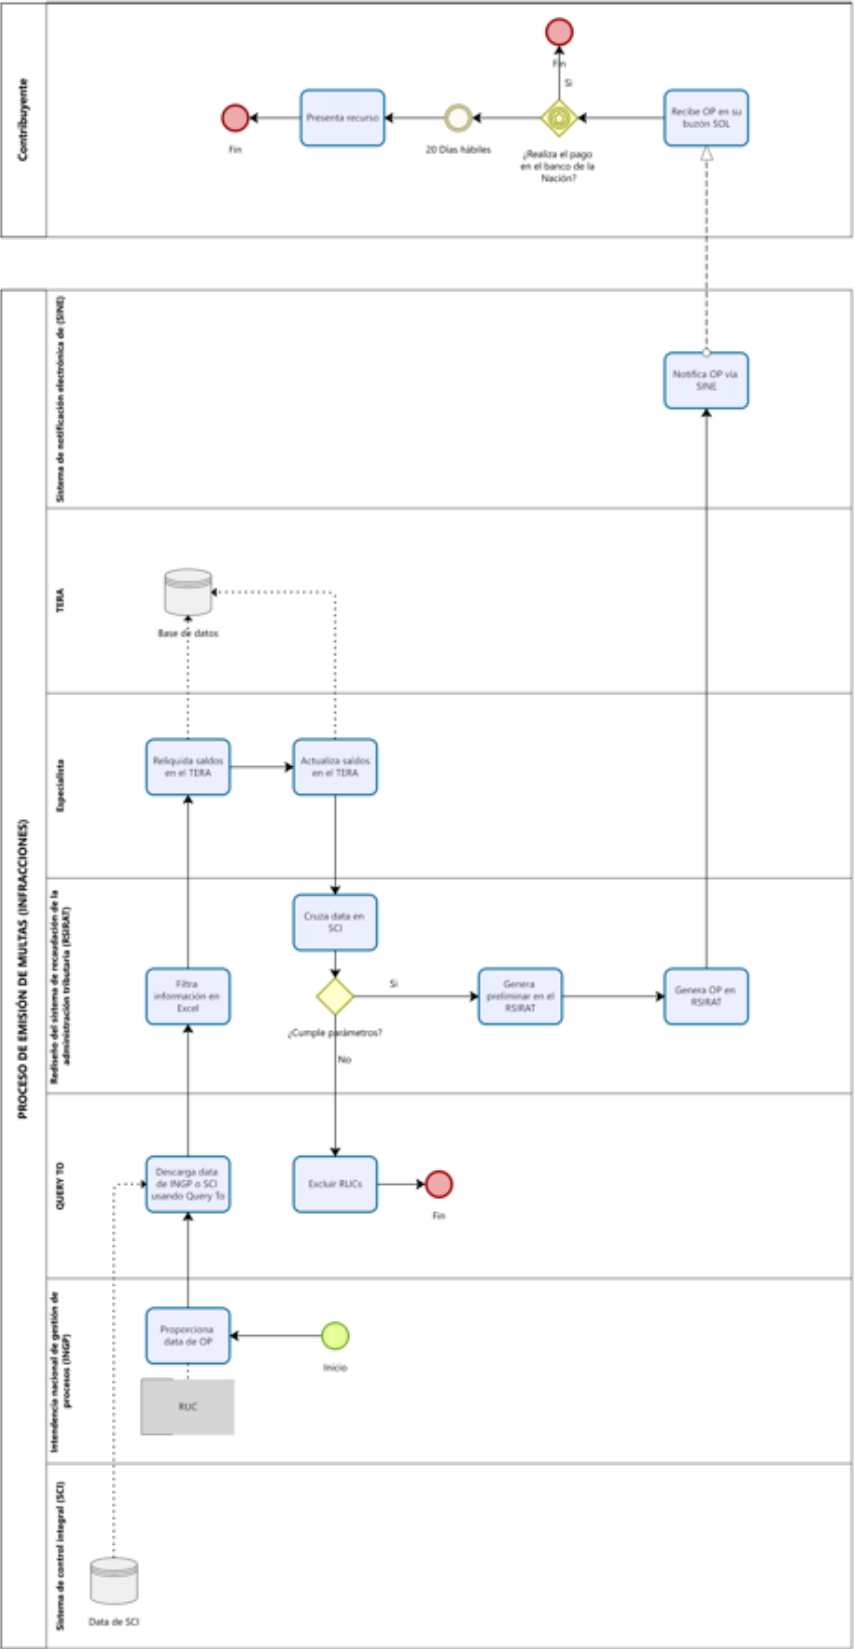 Contribuyente
Fin
Si
Fin
Presenta recurso
20 Días hábiles
¿Realiza el pago
en el banco de la
Nación?
Recibe OP en su
buzón SOL
PROCESO DE EMISIÓN DE MULTAS (INFRACCIONES)
Sistema de notificación electrónica de (SINE)
Notifica OP via
SINE
TERA
Base de datos
Especialista
Reliquida saldos
en el TERA
Actualiza saldos
en el TERA
Rediseño del sistema de recaudación de la
administración tributaria (RSIRAT)
Cruza data en
SCI
Filtra
información en
Excel
¿Cumple parámetros?
Si
No
Genera
preliminar en el
RSIRAT
Genera OP en
RSIRAT
QUERY TO
Descarga data
de INGP o SCI
usando Query To
Excluir RUCs
Fin
Intendencia nacional de gestión de
procesos (INGP)
Proporciona
data de OP
Inicio
RUC
Sistema de control integral (SCI)
Data de SCI